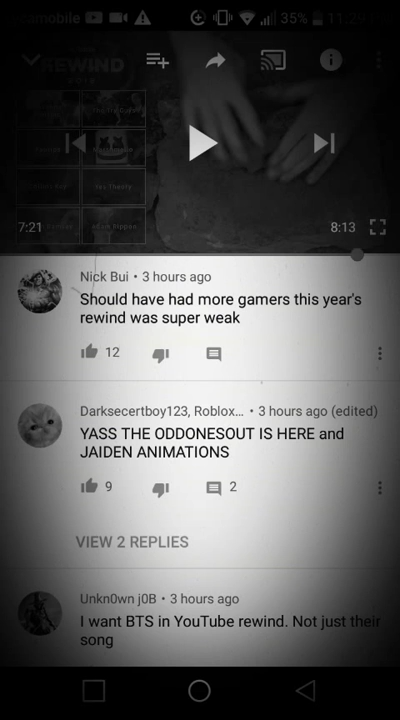 35%
REWIND
7:21
8:13
Nick Bui • 3 hours ago
Should have had more gamers this year's
rewind was super weak
12
Darksecertboy123, Roblox... • 3 hours ago (edited)
YASS THE ODDONESOUT IS HERE and
JAIDEN ANIMATIONS
9
2
VIEW 2 REPLIES
Unkn0wn j0B • 3 hours ago
I want BTS in YouTube rewind. Not just their
song